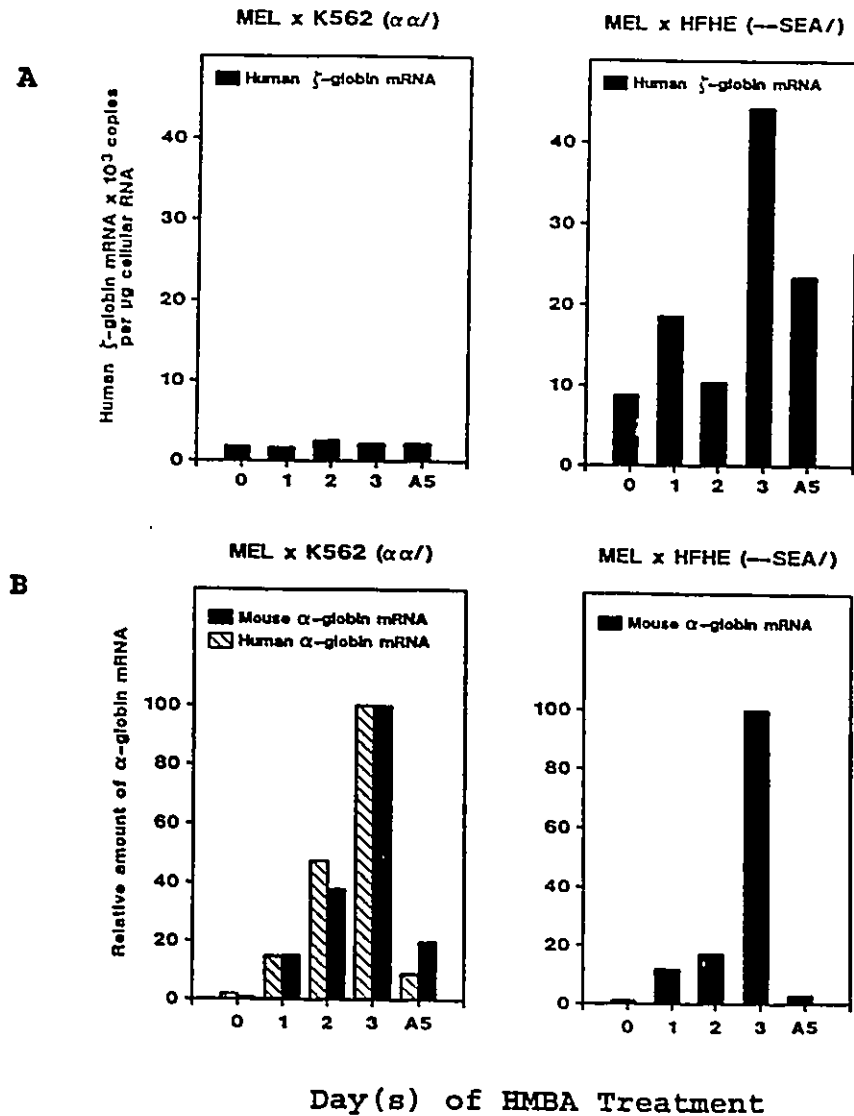 MEL x K562 (αα/)
MEL x HFHE (—SEA/)
A
Human ζ-globin mRNA
Human ζ-globin mRNA
Human ζ-globin mRNA x 10³ copies
per µg cellular RNA
40
30
20
10
0
0 1 2 3 A5
40
30
20
10
0
0 1 2 3 A5
MEL x K562 (αα/)
MEL x HFHE (—SEA/)
B
Mouse α-globin mRNA
Human α-globin mRNA
Mouse α-globin mRNA
Relative amount of α-globin mRNA
100
80
60
40
20
0
0 1 2 3 A5
100
80
60
40
20
0
0 1 2 3 A5
Day(s) of HMBA Treatment